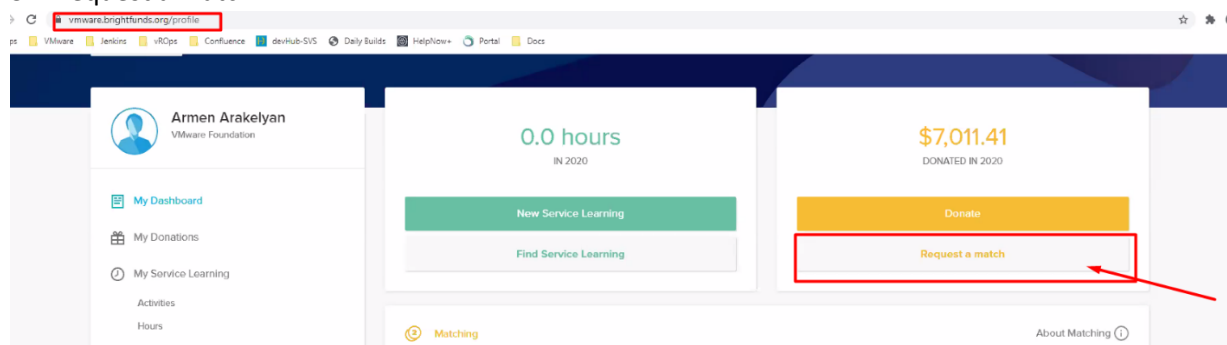 vmware.brightfunds.org/profile
VMware Jenkins vROps Confluence devHub-SVS Daily Builds HelpNow+ Portal Docs
Armen Arakelyan
VMware Foundation
My Dashboard
My Donations
My Service Learning
Activities
Hours
0.0 hours
IN 2020
New Service Learning
Find Service Learning
$7,011.41
DONATED IN 2020
Donate
Request a match
Matching
About Matching